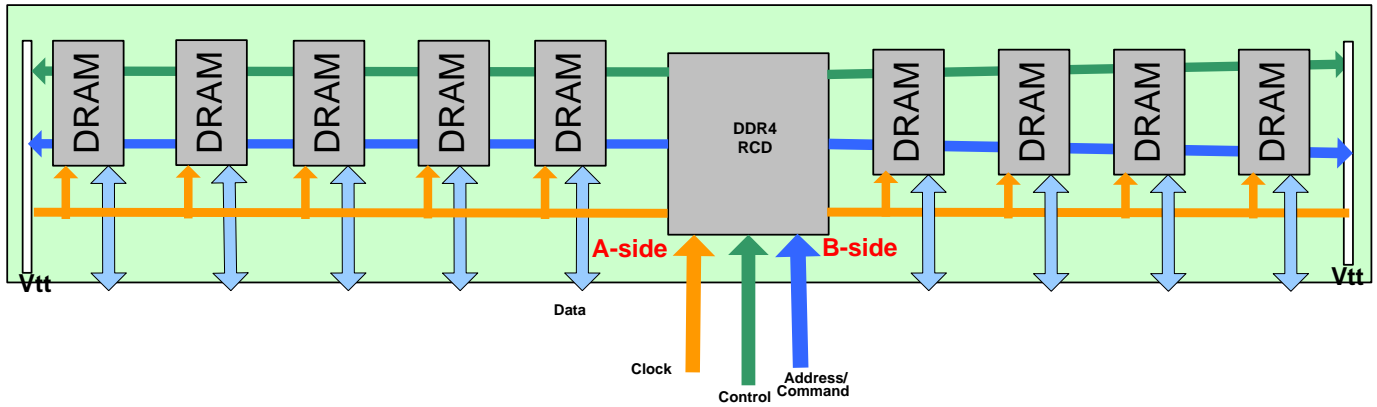 DRAM
DRAM
DRAM
DRAM
DRAM
DDR4
RCD
DRAM
DRAM
DRAM
DRAM
A-side
B-side
Vtt
Vtt
Data
Clock
Control
Address/
Command